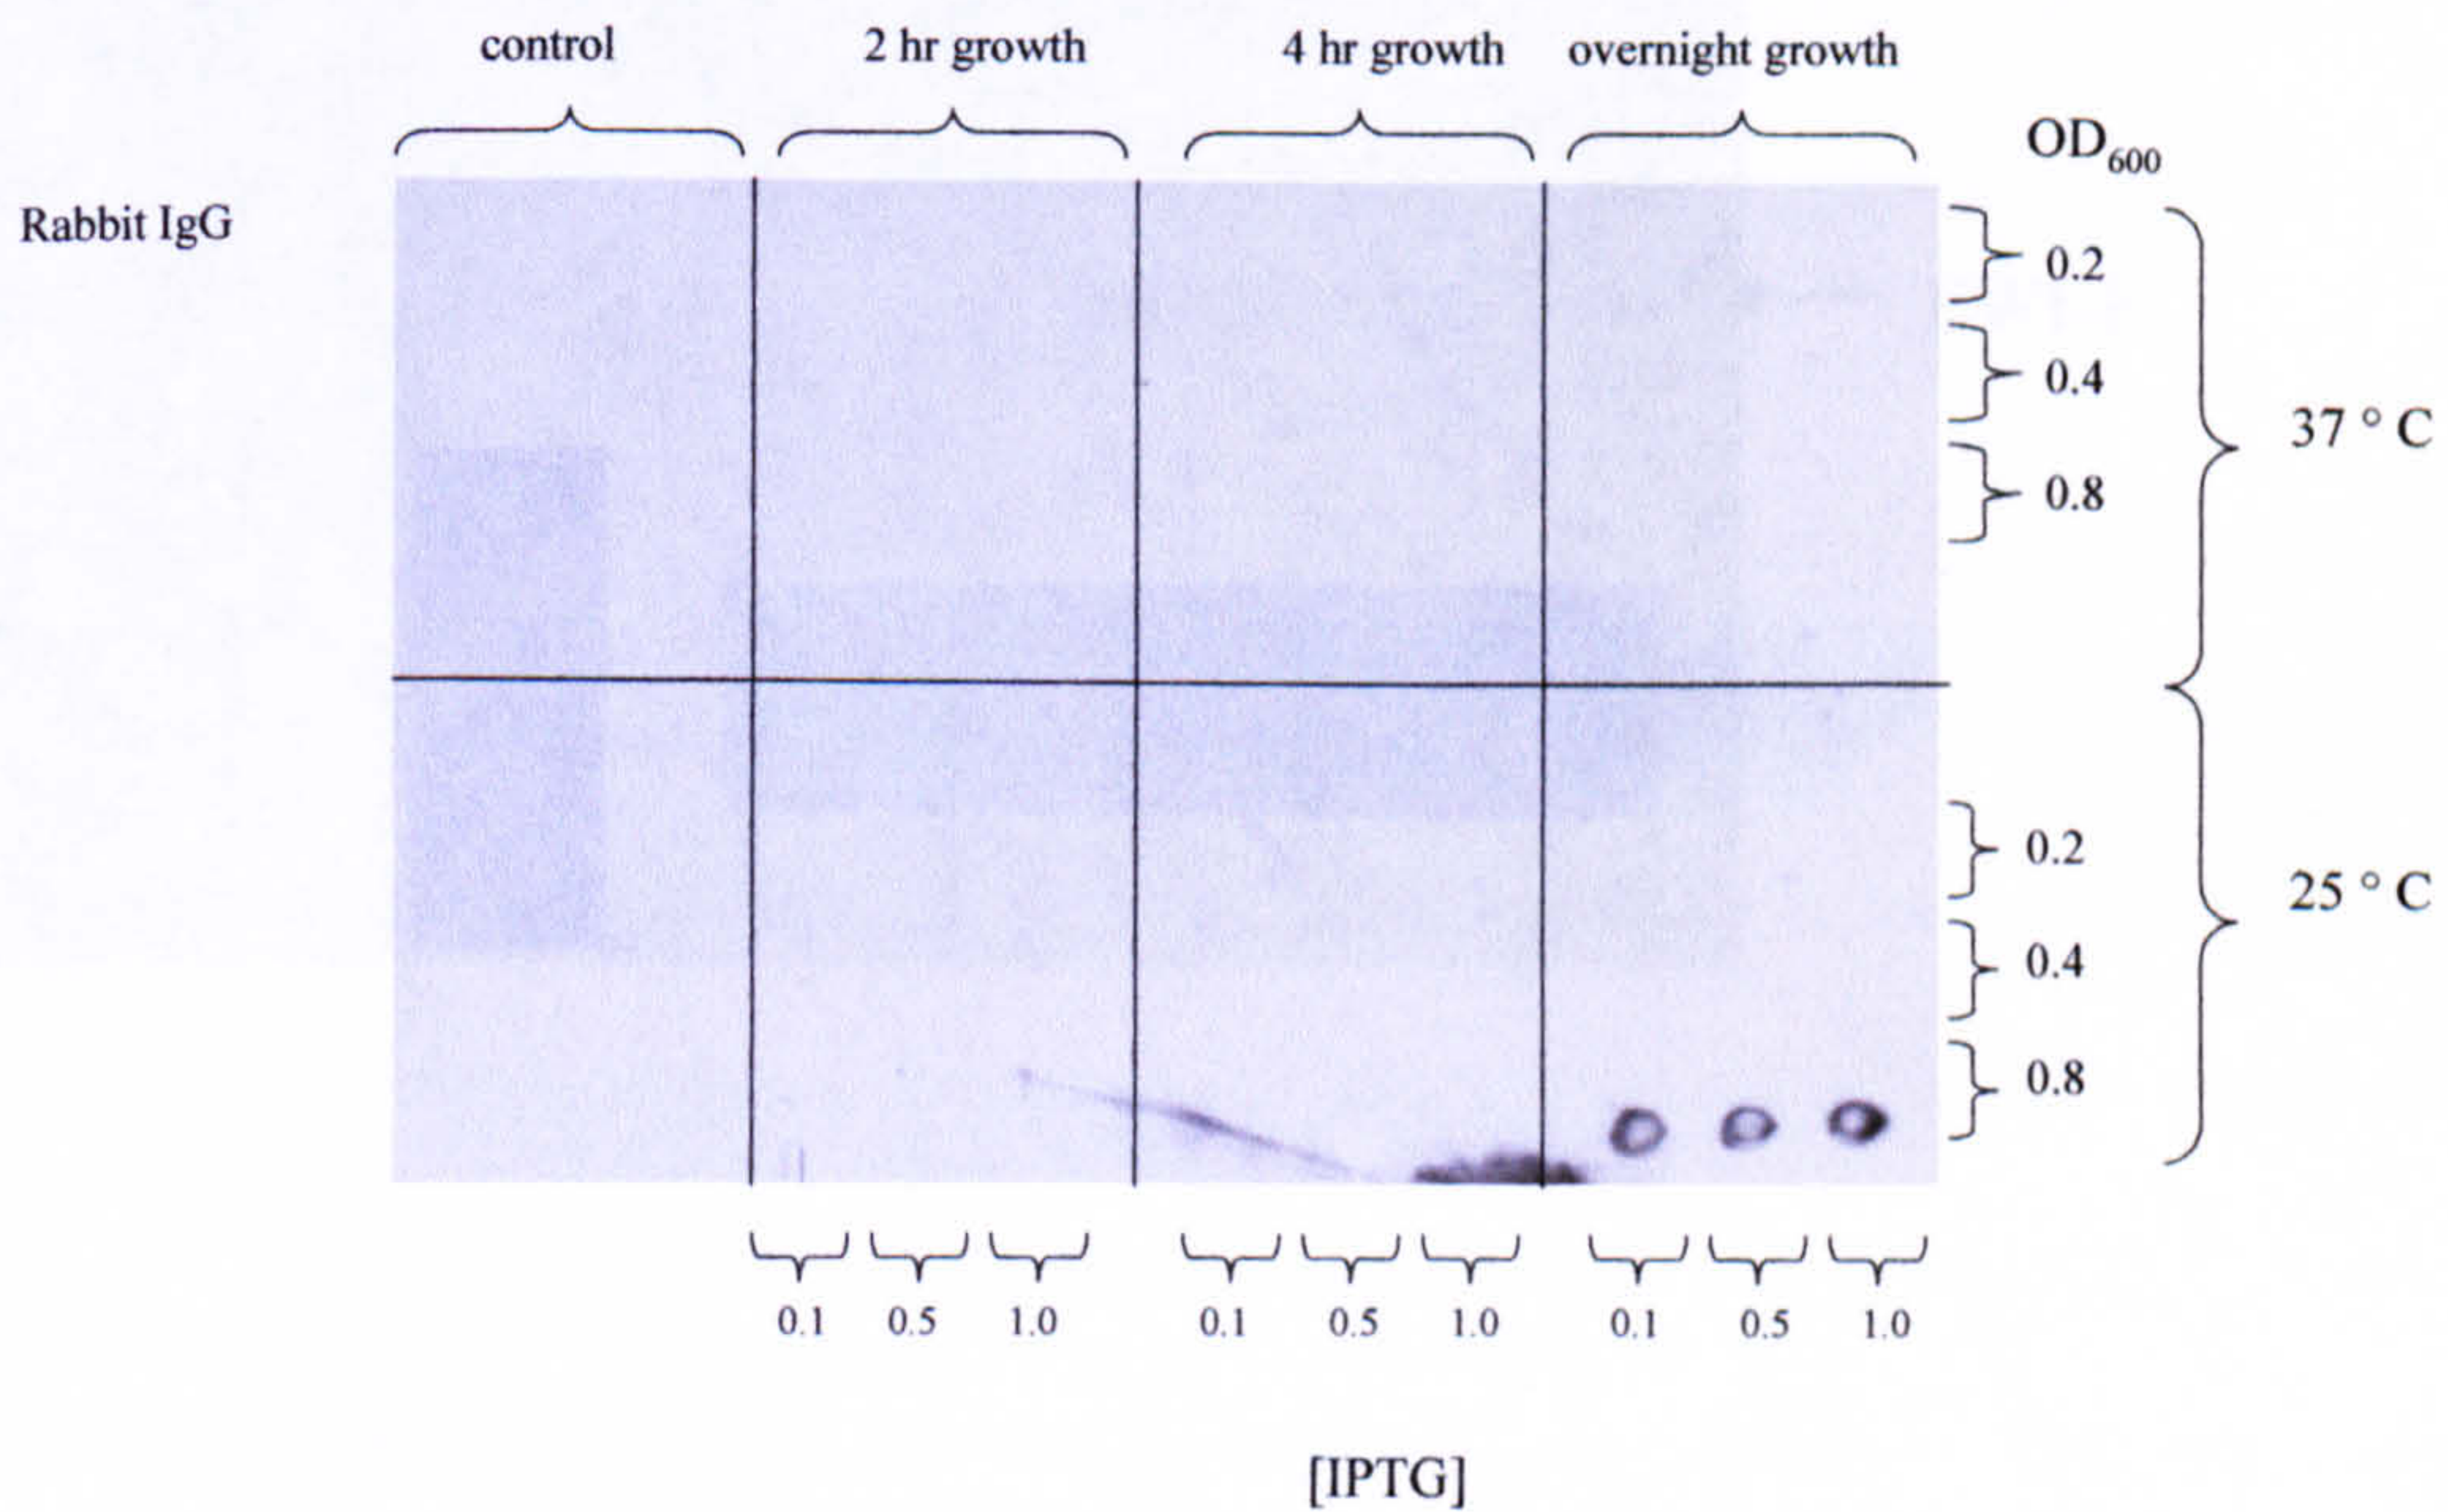 control 2 hr growth 4 hr growth overnight growth
OD600
Rabbit IgG
0.2
0.4
37 ° C
0.8
0.2
25 ° C
0.4
0.8
0.1 0.5 1.0 0.1 0.5 1.0 0.1 0.5 1.0
[IPTG]